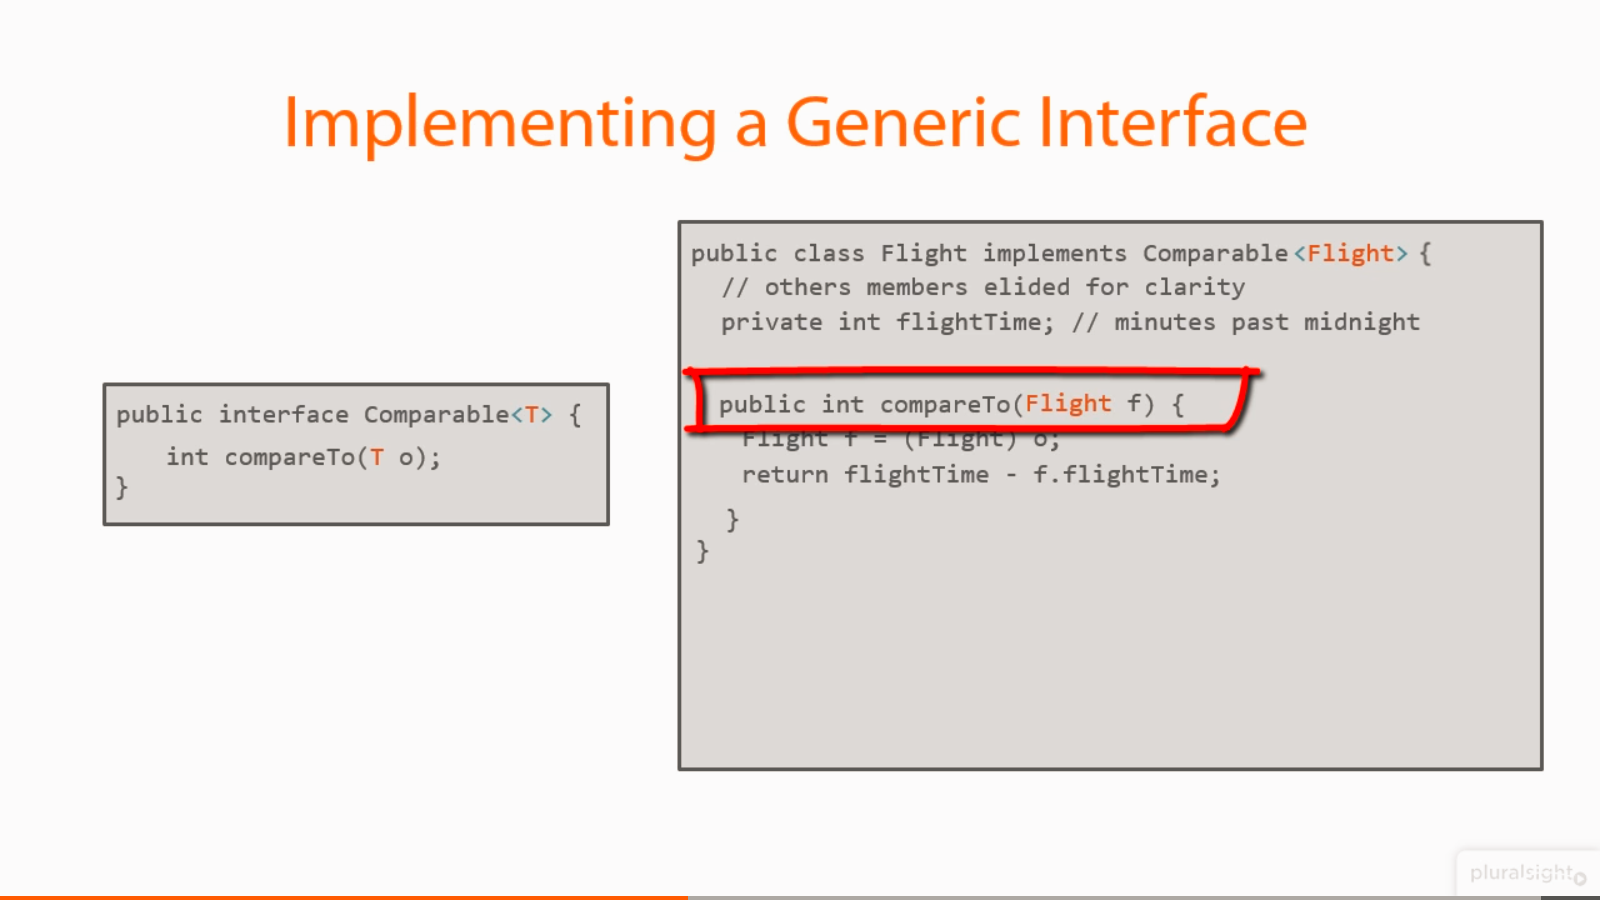 Implementing a Generic Interface
public interface Comparable<T> {
int compareTo(T o);
}
public class Flight implements Comparable<Flight> {
// others members elided for clarity
private int flightTime; // minutes past midnight
public int compareTo(Flight f) {
Flight f = (Flight) o;
return flightTime - f.flightTime;
}
}
pluralsight